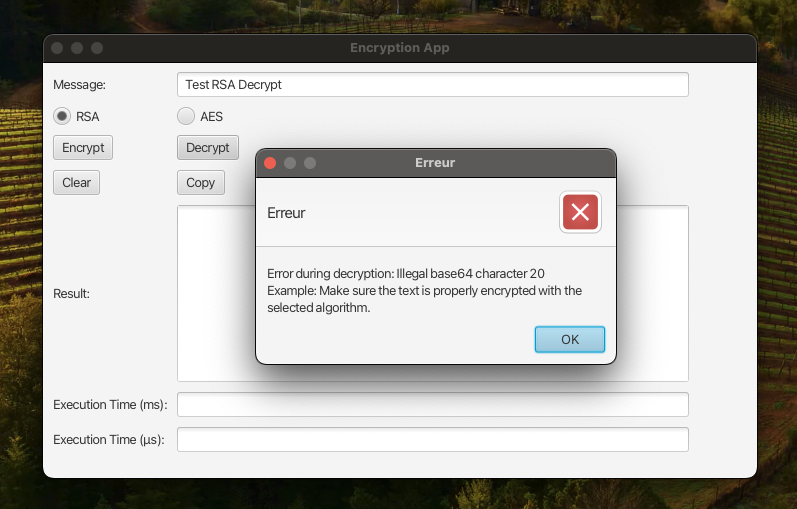 Encryption App
Message:
Test RSA Decrypt
RSA
AES
Encrypt
Decrypt
Clear
Copy
Erreur
Erreur
Error during decryption: Illegal base64 character 20
Example: Make sure the text is properly encrypted with the
selected algorithm.
OK
Result:
Execution Time (ms):
Execution Time (µs):